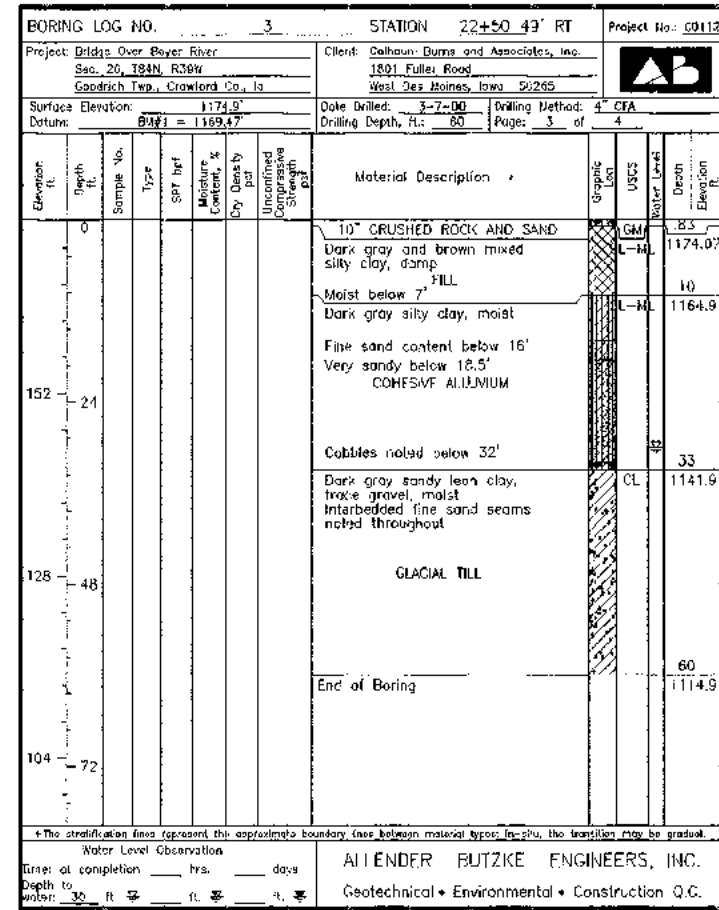 BORING LOG NO. 3 STATION 22+50 49' RT Project No.: 00112
Project: Bridge Over Boyer River
Sec. 26, T84N, R39W
Goodrich Twp., Crawford Co., Ia
Client: Calhoun-Burns and Associates, Inc.
1801 Fuller Road
West Des Moines, Iowa 50265
AB
Surface Elevation: 1174.9'
Datum: BM#1 = 1169.47'
Date Drilled: 3-7-00 Drilling Method: 4" CFA
Drilling Depth, ft.: 60 Page: 3 of 4
Elevation ft.
Depth ft.
Sample No.
Type
SPT bpf
Moisture Content, %
Dry Density pcf
Unconfined Compressive Strength psf
Material Description
Graphic Log
USCS
Water Level
Depth
Elevation ft.
0
10" CRUSHED ROCK AND SAND GM .83
Dark gray and brown mixed L-ML 1174.07
silty clay, damp
FILL
Moist below 7' 10
Dark gray silty clay, moist L-ML 1164.9
Fine sand content below 16'
Very sandy below 18.5'
COHESIVE ALLUVIUM
152 24
Cobbles noted below 32' 33
Dark gray sandy lean clay, CL 1141.9
trace gravel, moist
Interbedded fine sand seams
noted throughout
GLACIAL TILL
128 48
60
End of Boring 1114.9
104 72
+The stratification lines represent the approximate boundary lines between material types: In-situ, the transition may be gradual.
Water Level Observation
Time: at completion ____ hrs. ____ days
Depth to
water: 30 ft ____ ft. ____ ft.
ALLENDER BUTZKE ENGINEERS, INC.
Geotechnical • Environmental • Construction Q.C.